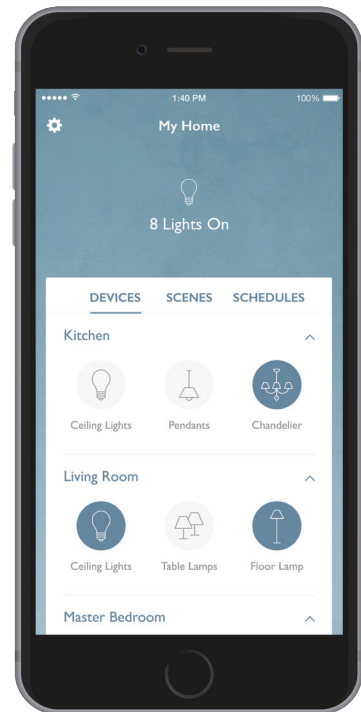 1:40 PM 100%
My Home
8 Lights On
DEVICES SCENES SCHEDULES
Kitchen
Ceiling Lights Pendants Chandelier
Living Room
Ceiling Lights Table Lamps Floor Lamp
Master Bedroom